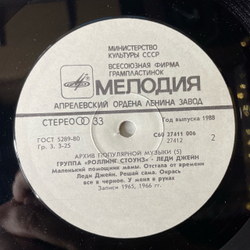 МИНИСТЕРСТВО
КУЛЬТУРЫ СССР
ВСЕСОЮЗНАЯ ФИРМА
ГРАМПЛАСТИНОК
МЕЛОДИЯ
АПРЕЛЕВСКИЙ ОРДЕНА ЛЕНИНА ЗАВОД
СТЕРЕО 33
Год выпуска 1988
ГОСТ 5289-80
Гр. 3. 3-25
С60 27411 006
27412
2
АРХИВ ПОПУЛЯРНОЙ МУЗЫКИ (5)
ГРУППА «РОЛЛИНГ СТОУНЗ» - ЛЕДИ ДЖЕЙН
Маленький помощник мамы. Отстала от времени
Леди Джейн. Решай сама. Окрась
все в черное. У меня в руках
Записи 1965, 1966 гг.